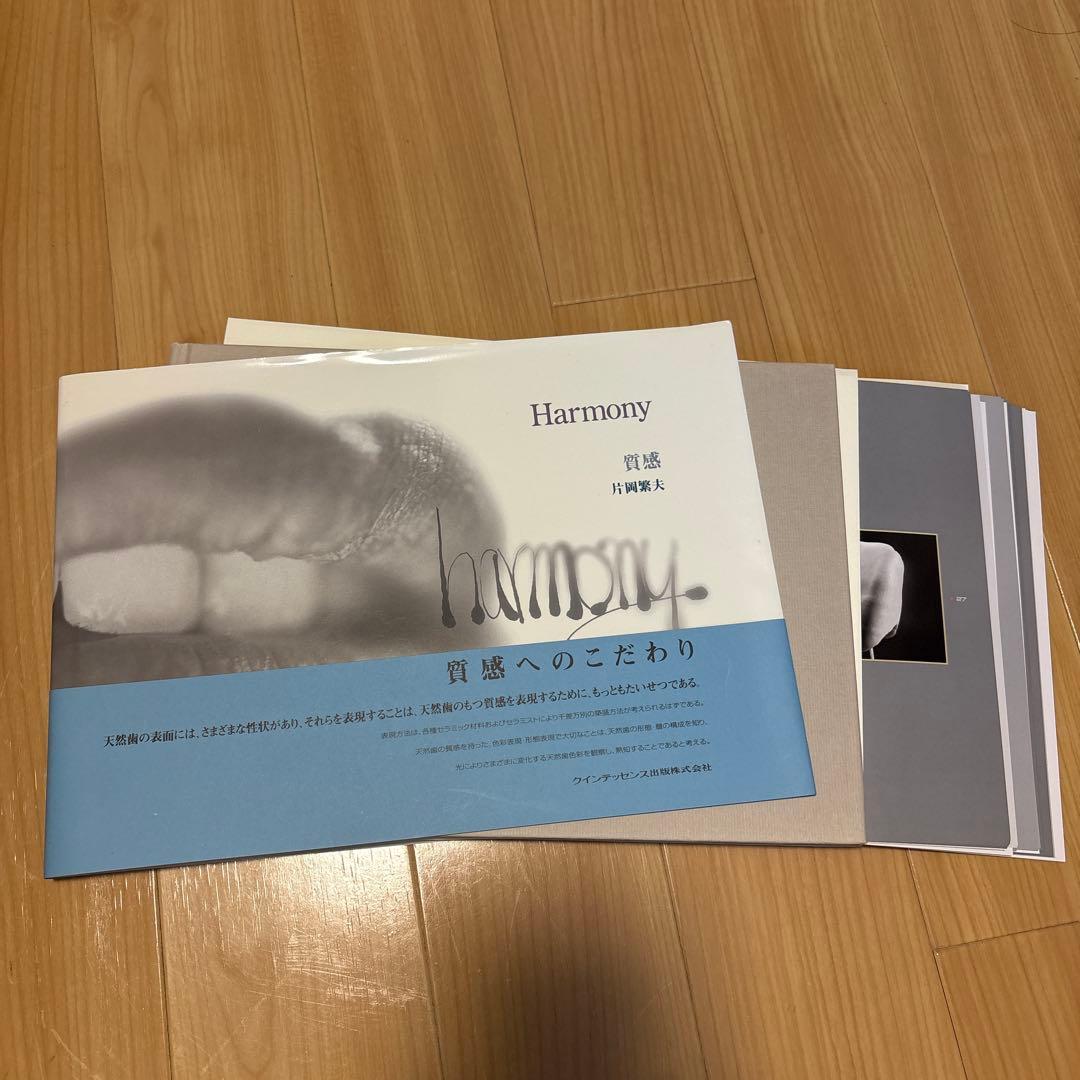 Harmony
質感
片岡繁夫
harmony.
質感へのこだわり
天然歯の表面には、さまざまな性状があり、それらを表現することは、天然歯のもつ質感を表現するために、もっともたいせつである。
表現方法は、各種セラミック材料およびセラミストにより千差万別の築盛方法が考えられるはずである。
天然歯の質感を持った、色彩表現・形態表現で大切なことは、天然歯の形態・面の構成を知り、
光によりさまざまに変化する天然歯色彩を観察し、熟知することであると考える。
クインテッセンス出版株式会社
27